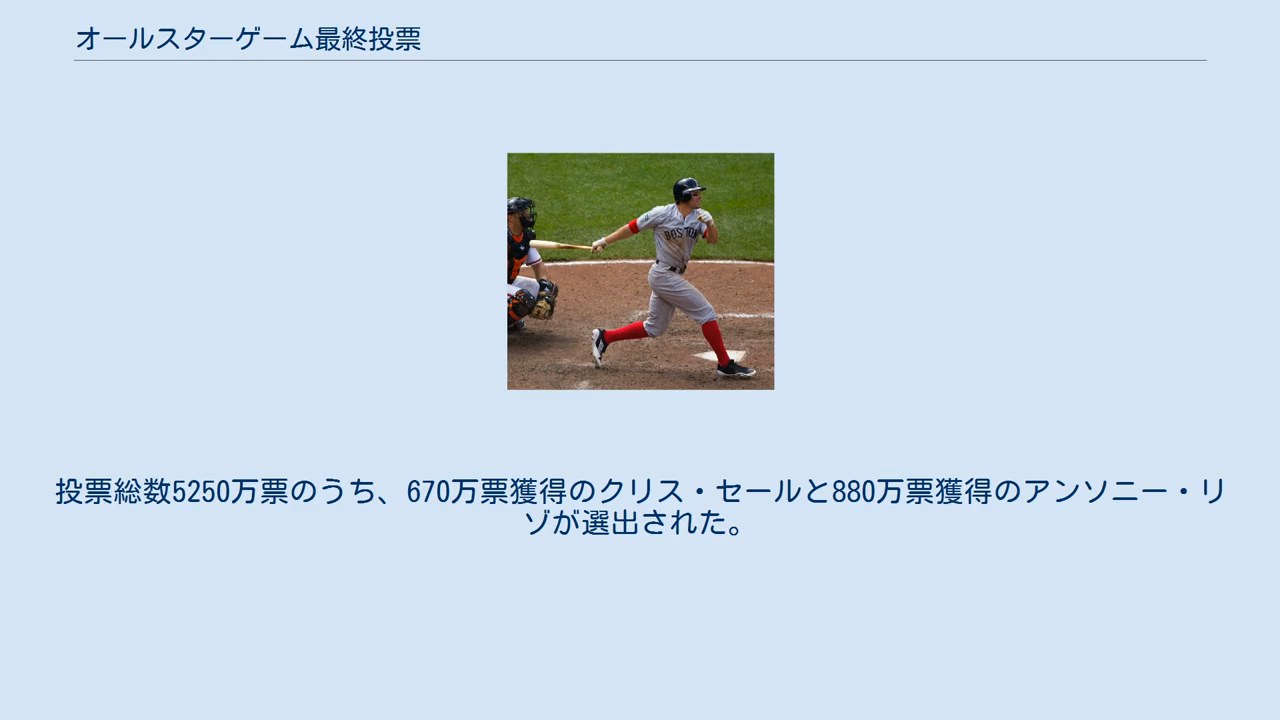 オールスターゲーム最終投票
BOSTON
投票総数5250万票のうち、670万票獲得のクリス・セールと880万票獲得のアンソニー・リ
ゾが選出された。